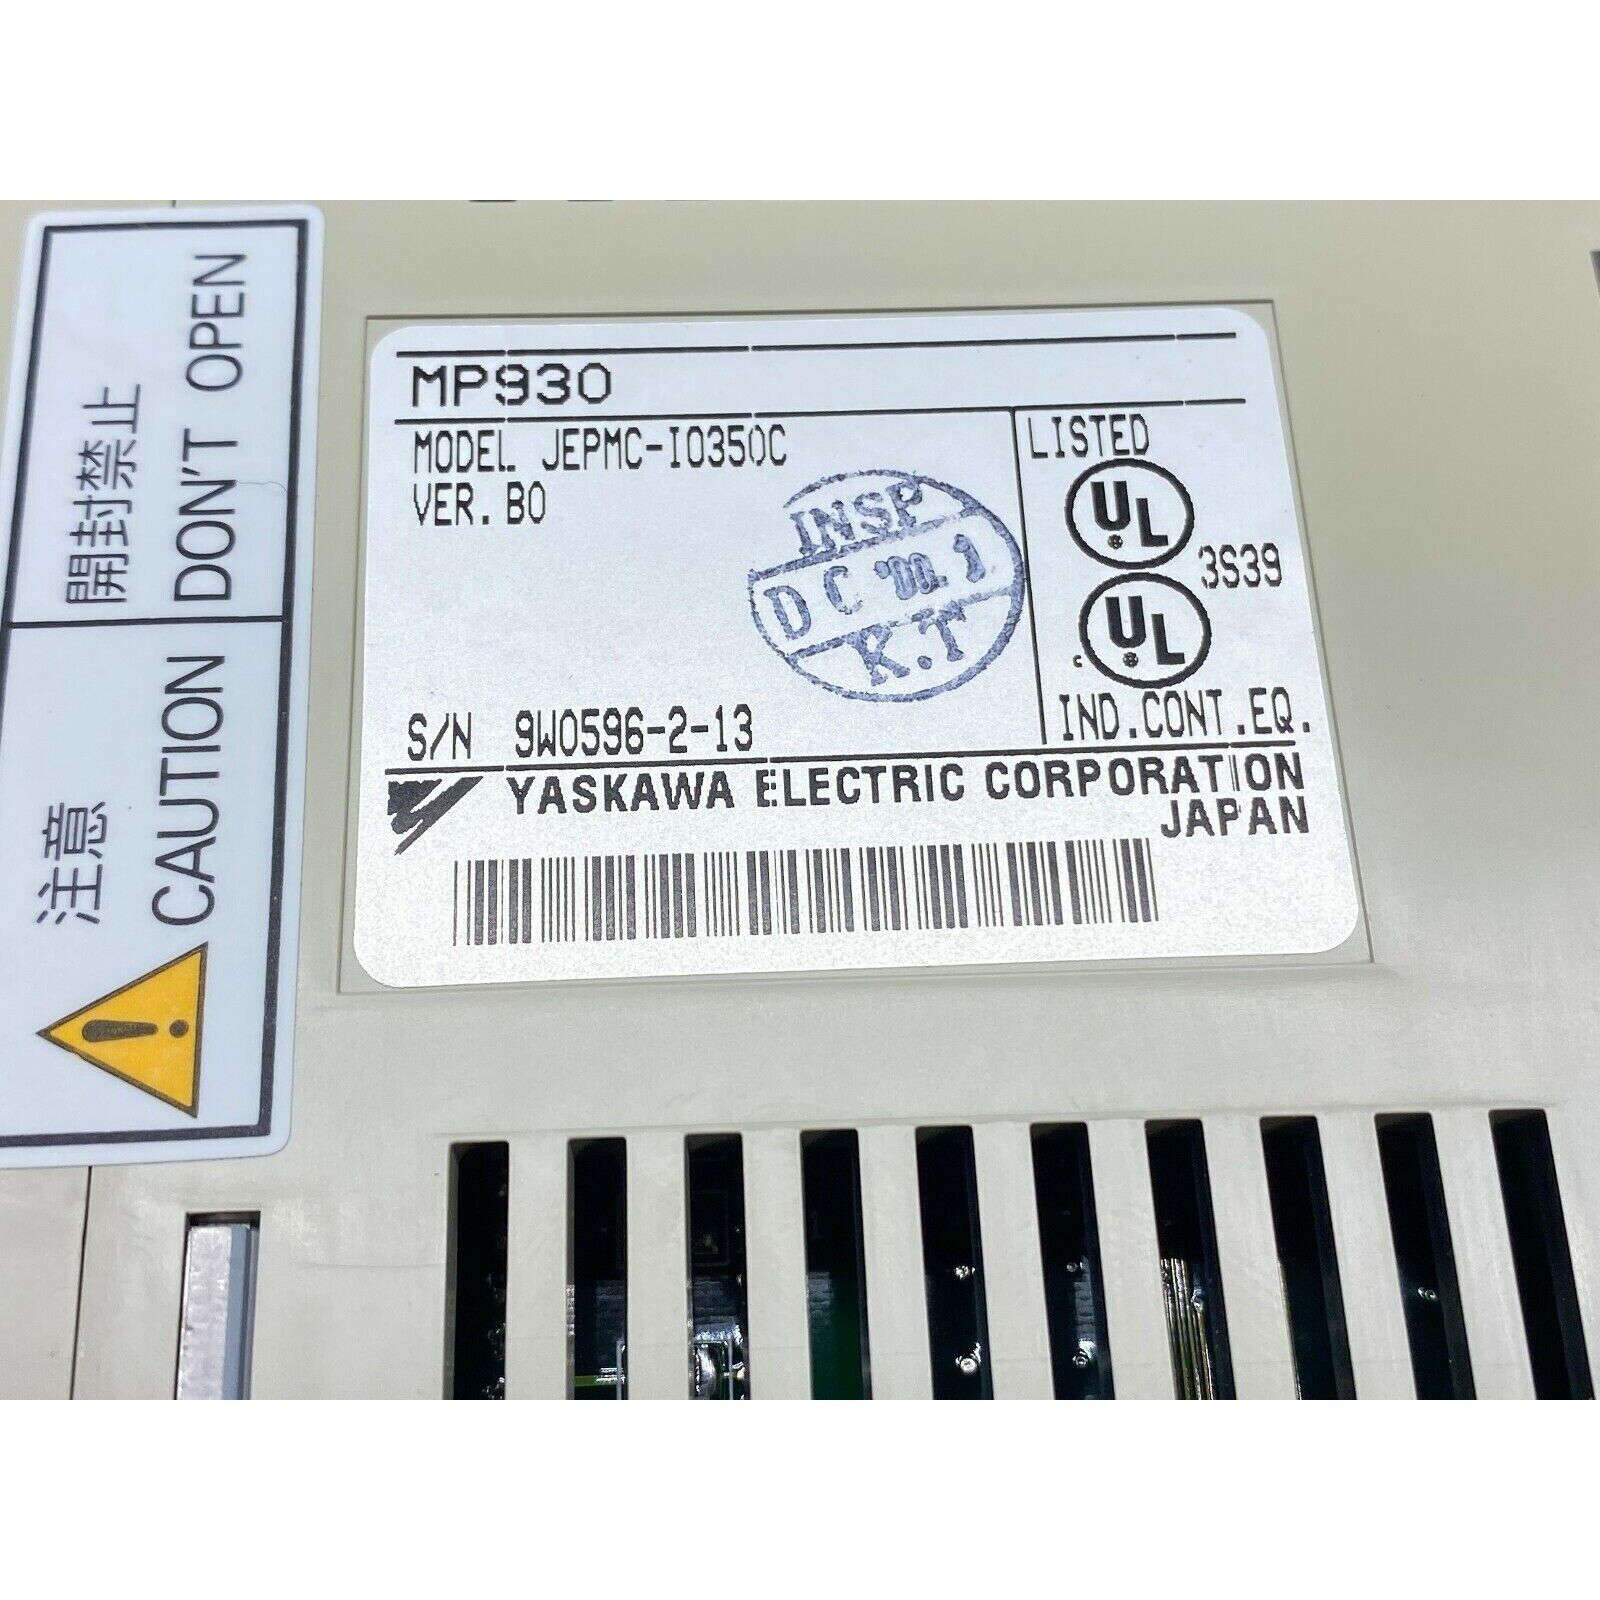 注意 開封禁止
CAUTION DON'T OPEN
MP930
MODEL JEPMC-IO350C
VER. B0
S/N 9W0596-2-13
LISTED
UL
3S39
c UL
IND.CONT.EQ.
INSP
DC '00. 1
K.T
YASKAWA ELECTRIC CORPORATION
JAPAN